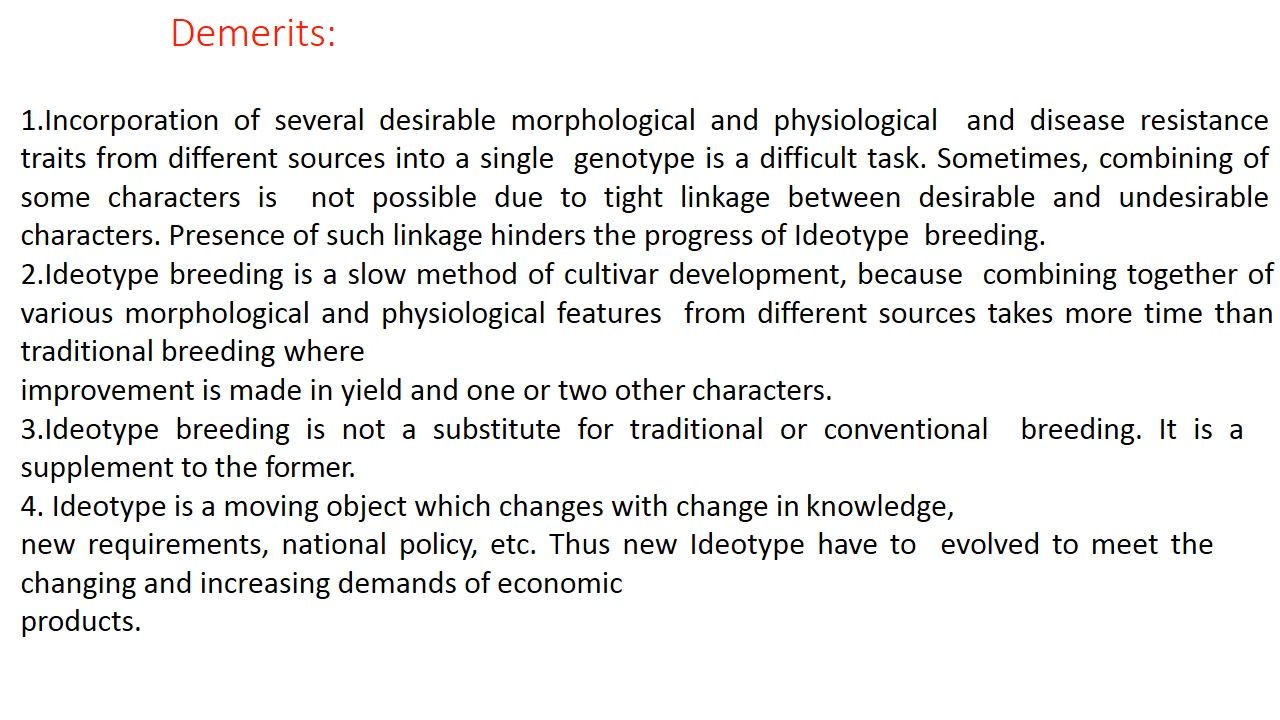 Demerits:
1.Incorporation of several desirable morphological and physiological and disease resistance
traits from different sources into a single genotype is a difficult task. Sometimes, combining of
some characters is not possible due to tight linkage between desirable and undesirable
characters. Presence of such linkage hinders the progress of Ideotype breeding.
2.Ideotype breeding is a slow method of cultivar development, because combining together of
various morphological and physiological features from different sources takes more time than
traditional breeding where
improvement is made in yield and one or two other characters.
3.Ideotype breeding is not a substitute for traditional or conventional breeding. It is a
supplement to the former.
4. Ideotype is a moving object which changes with change in knowledge,
new requirements, national policy, etc. Thus new Ideotype have to evolved to meet the
changing and increasing demands of economic
products.